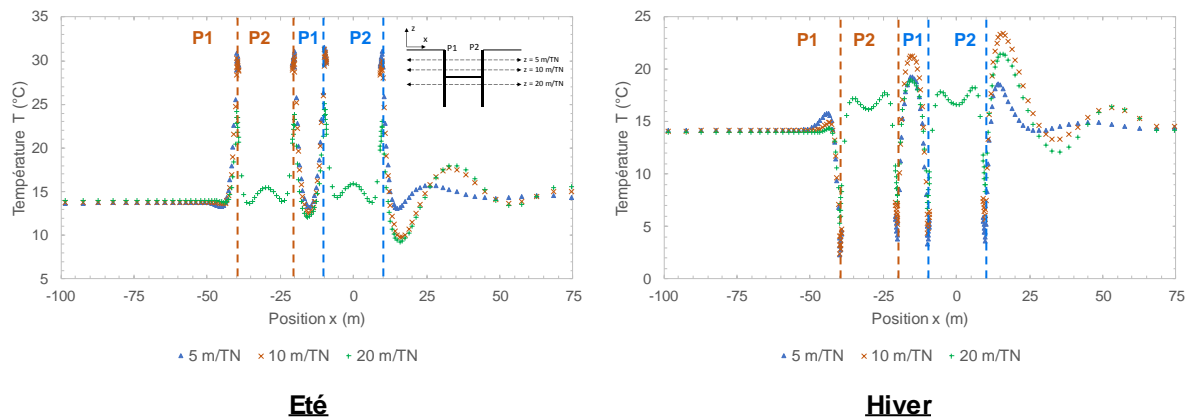 P1 P2 P1 P2
z
x
P1 P2
z = 5 m/TN
z = 10 m/TN
z = 20 m/TN
Température T (°C)
35
30
25
20
15
10
5
-100 -75 -50 -25 0 25 50 75
Position x (m)
5 m/TN 10 m/TN 20 m/TN
Eté
P1 P2 P1 P2
Température T (°C)
25
20
15
10
5
0
-100 -75 -50 -25 0 25 50 75
Position x (m)
5 m/TN 10 m/TN 20 m/TN
Hiver